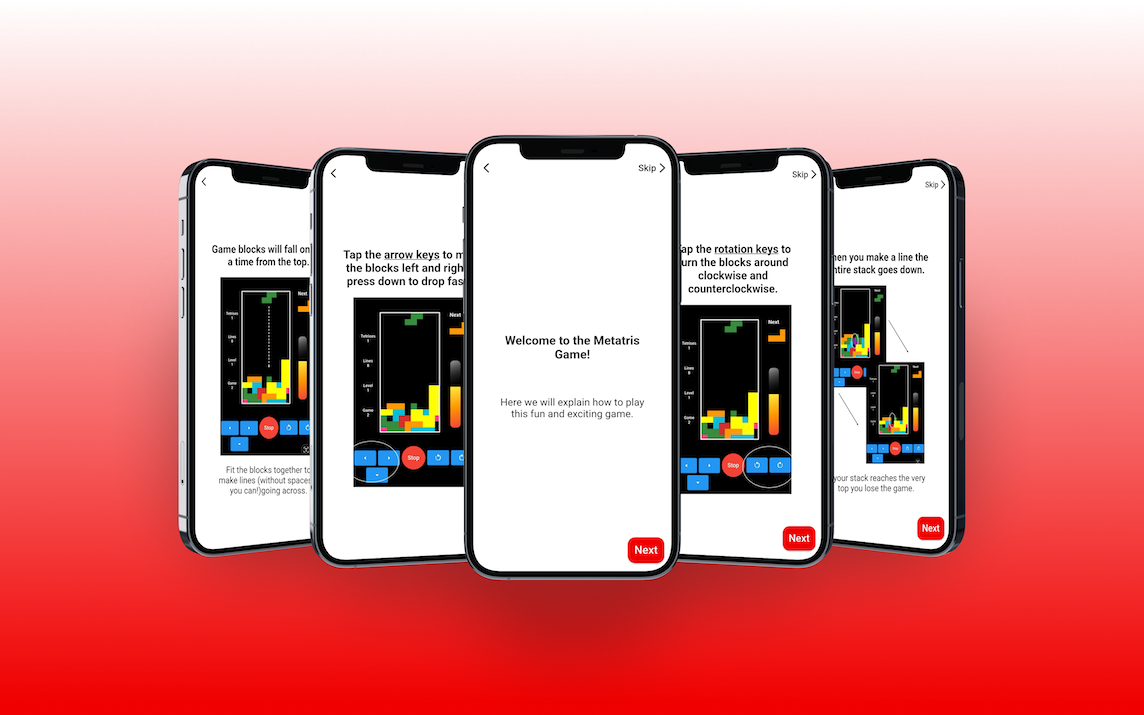 Game blocks will fall on
a time from the top.
Next
Tetrises
1
Lines
8
Level
1
Game
2
Stop
Fit the blocks together to
make lines (without spaces
you can!)going across.
Tap the arrow keys to m
the blocks left and righ
press down to drop fas
Next
Tetrises
1
Lines
8
Level
1
Game
2
Stop
Skip
Welcome to the Metatris
Game!
Here we will explain how to play
this fun and exciting game.
Next
Skip
ap the rotation keys to
urn the blocks around
clockwise and
counterclockwise.
Next
Tetrises
1
Lines
8
Level
1
Game
2
Stop
Next
Skip
hen you make a line the
ntire stack goes down.
Next
Stop
Next
Stop
your stack reaches the very
top you lose the game.
Next